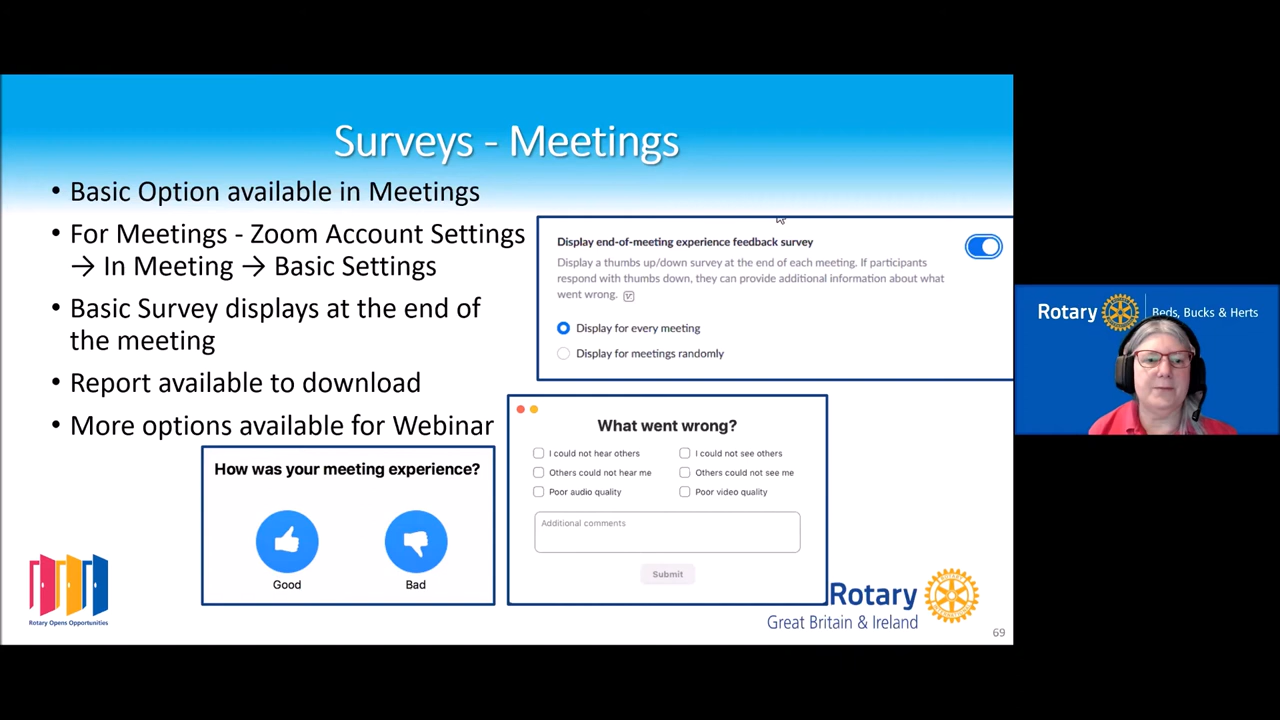 Surveys - Meetings
• Basic Option available in Meetings
• For Meetings - Zoom Account Settings
→ In Meeting → Basic Settings
• Basic Survey displays at the end of
the meeting
• Report available to download
• More options available for Webinar
Display end-of-meeting experience feedback survey
Display a thumbs up/down survey at the end of each meeting. If participants
respond with thumbs down, they can provide additional information about what
went wrong.
Display for every meeting
Display for meetings randomly
How was your meeting experience?
Good
Bad
What went wrong?
I could not hear others
I could not see others
Others could not hear me
Others could not see me
Poor audio quality
Poor video quality
Additional comments
Submit
Rotary Opens Opportunities
Rotary
Great Britain & Ireland
69
Rotary
Beds, Bucks & Herts